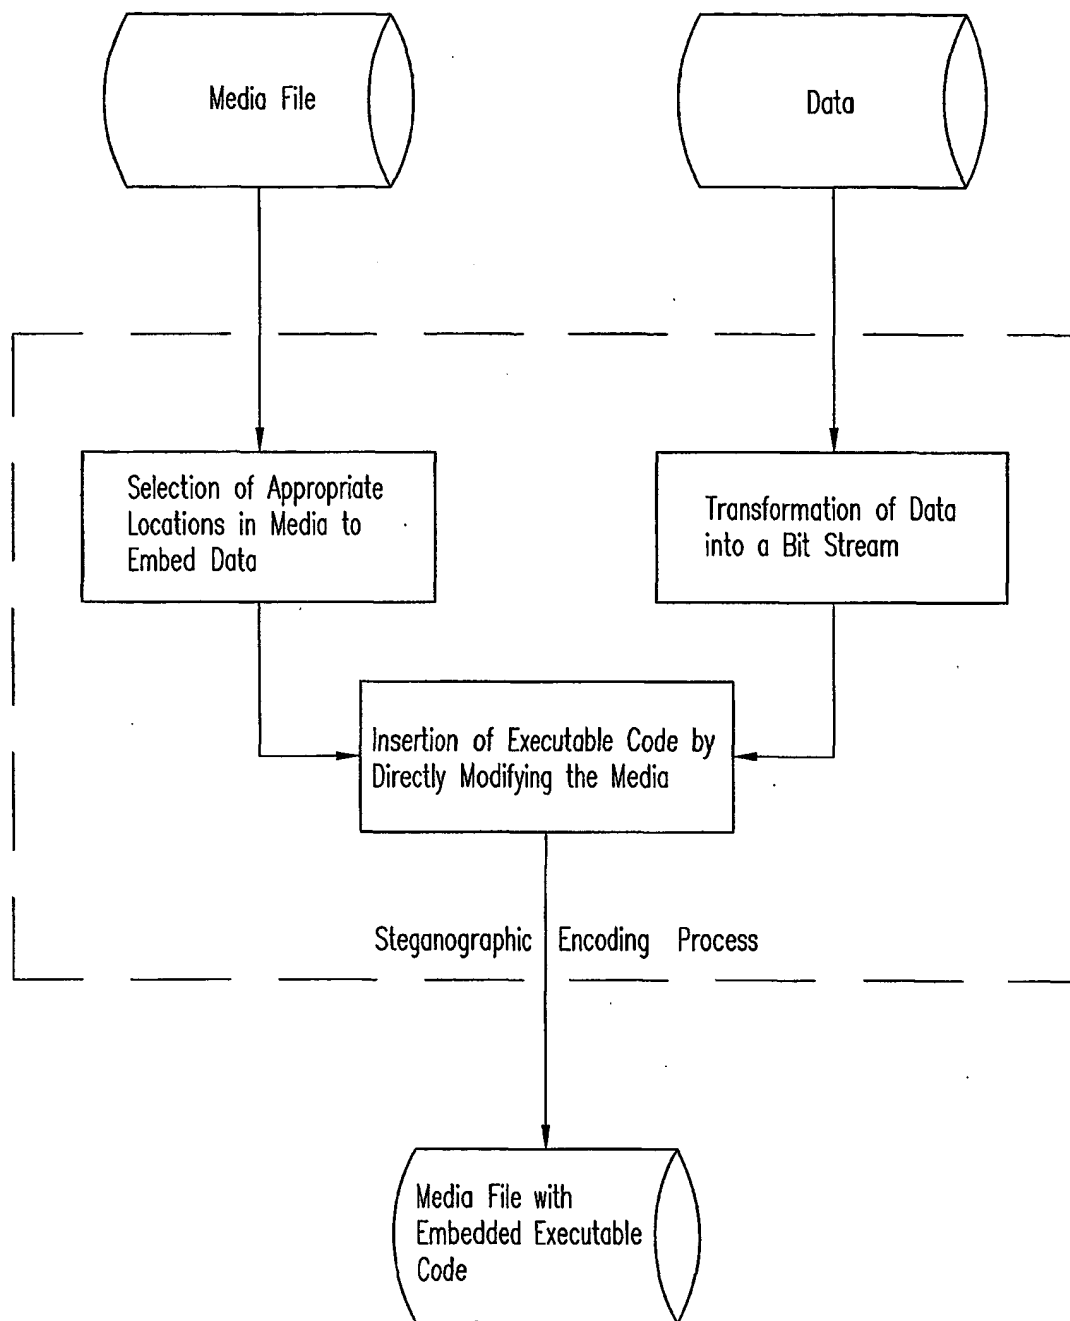 Media File
Data
Selection of Appropriate
Locations in Media to
Embed Data
Transformation of Data
into a Bit Stream
Insertion of Executable Code by
Directly Modifying the Media
Steganographic Encoding Process
Media File with
Embedded Executable
Code